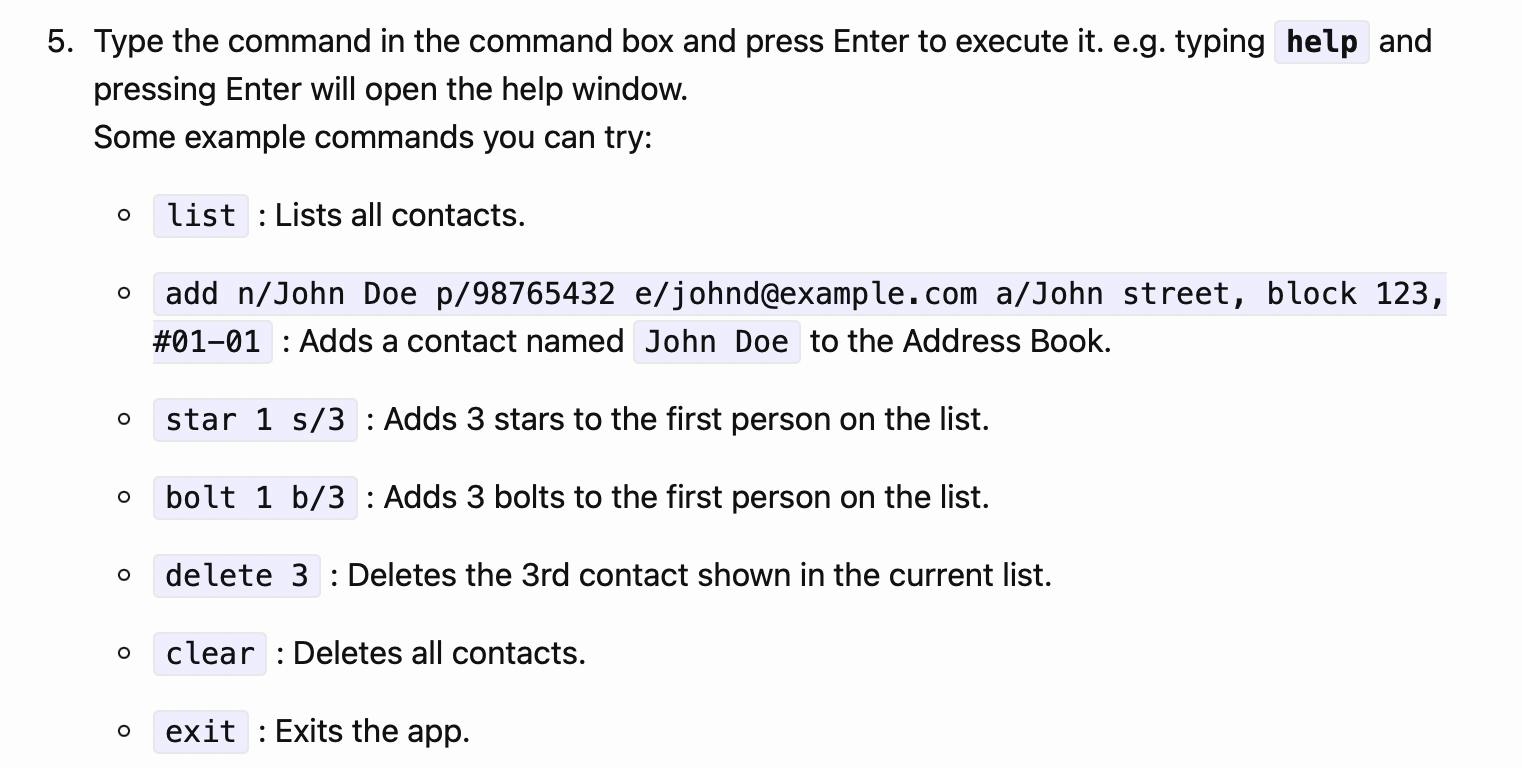 5. Type the command in the command box and press Enter to execute it. e.g. typing help and
pressing Enter will open the help window.
Some example commands you can try:
list : Lists all contacts.
add n/John Doe p/98765432 e/johnd@example.com a/John street, block 123,
#01-01 : Adds a contact named John Doe to the Address Book.
star 1 s/3 : Adds 3 stars to the first person on the list.
bolt 1 b/3 : Adds 3 bolts to the first person on the list.
delete 3 : Deletes the 3rd contact shown in the current list.
clear : Deletes all contacts.
exit : Exits the app.